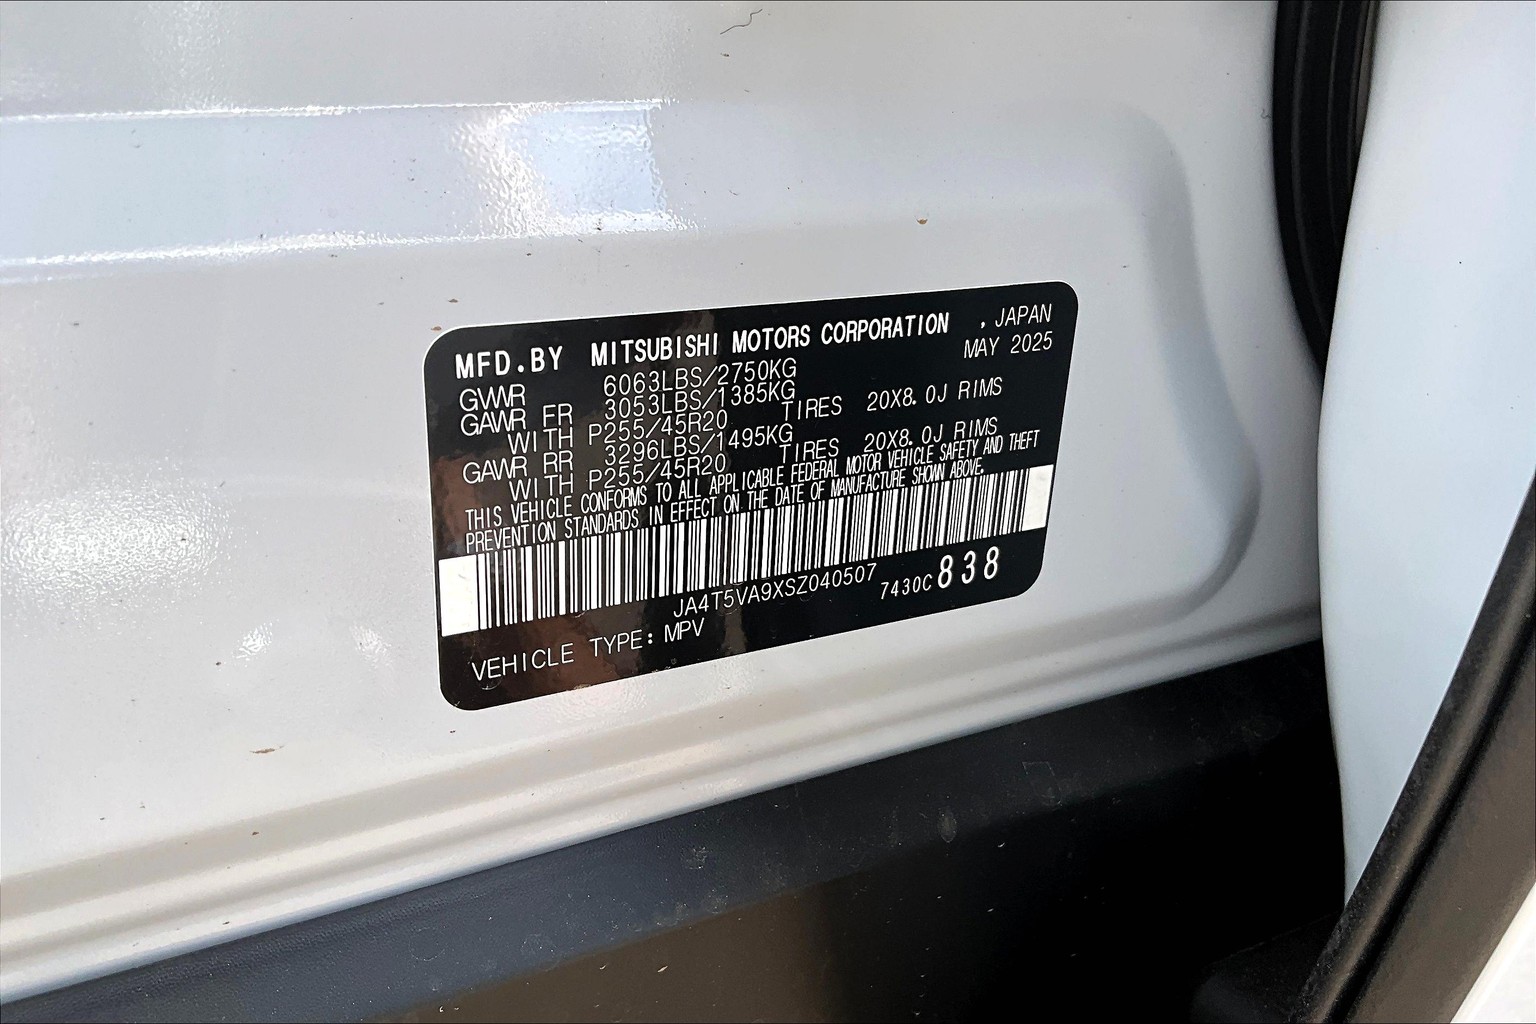 MFD.BY MITSUBISHI MOTORS CORPORATION , JAPAN
GVWR 6063LBS/2750KG MAY 2025
GAWR FR 3053LBS/1385KG
WITH P255/45R20 TIRES 20X8.0J RIMS
GAWR RR 3296LBS/1495KG
WITH P255/45R20 TIRES 20X8.0J RIMS
THIS VEHICLE CONFORMS TO ALL APPLICABLE FEDERAL MOTOR VEHICLE SAFETY AND THEFT
PREVENTION STANDARDS IN EFFECT ON THE DATE OF MANUFACTURE SHOWN ABOVE.
JA4T5VA9XSZ040507 7430C 838
VEHICLE TYPE: MPV